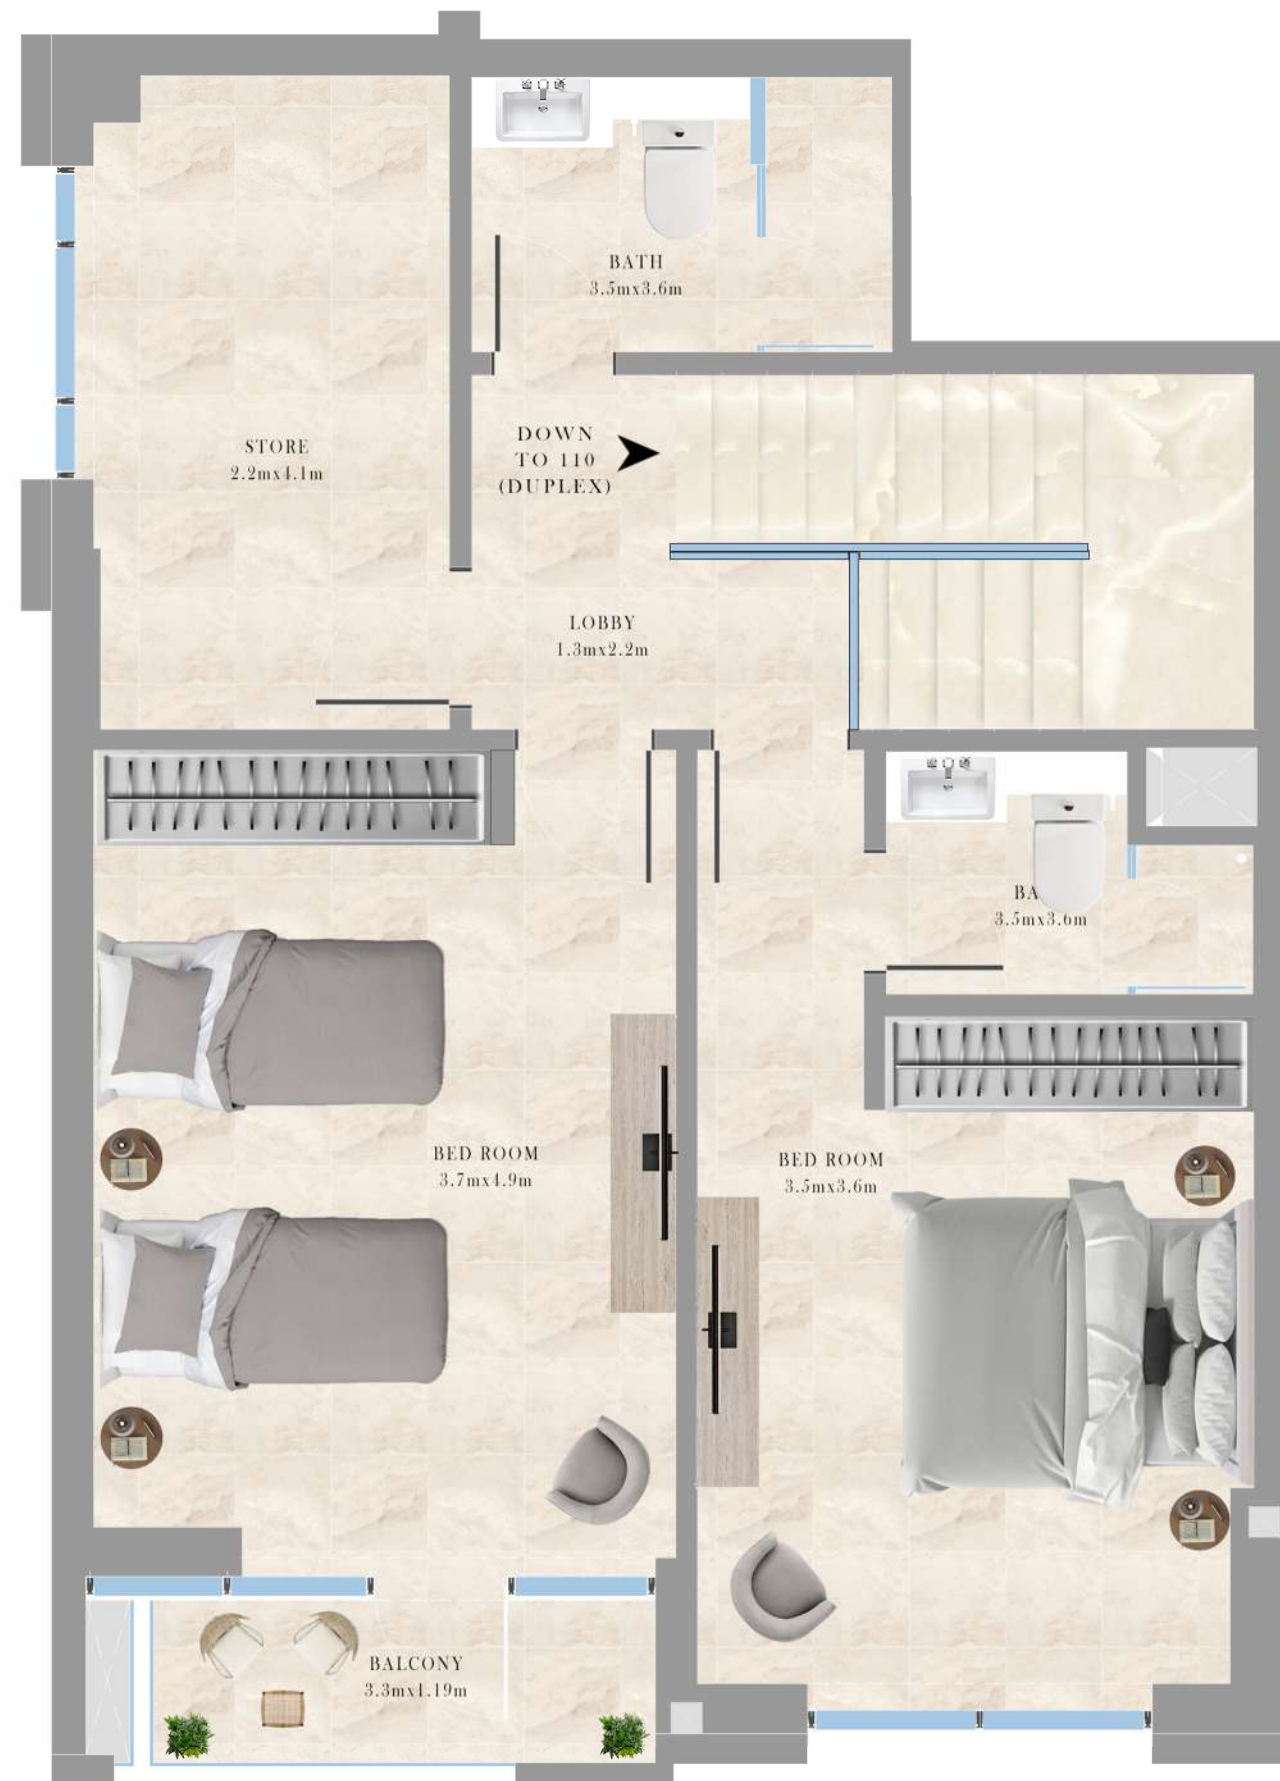 BATH
3.5mx3.6m
DOWN
TO 110
(DUPLEX)
STORE
2.2mx4.1m
LOBBY
1.3mx2.2m
BA
3.5mx3.6m
BED ROOM
3.7mx4.9m
BED ROOM
3.5mx3.6m
BALCONY
3.3mx1.19m